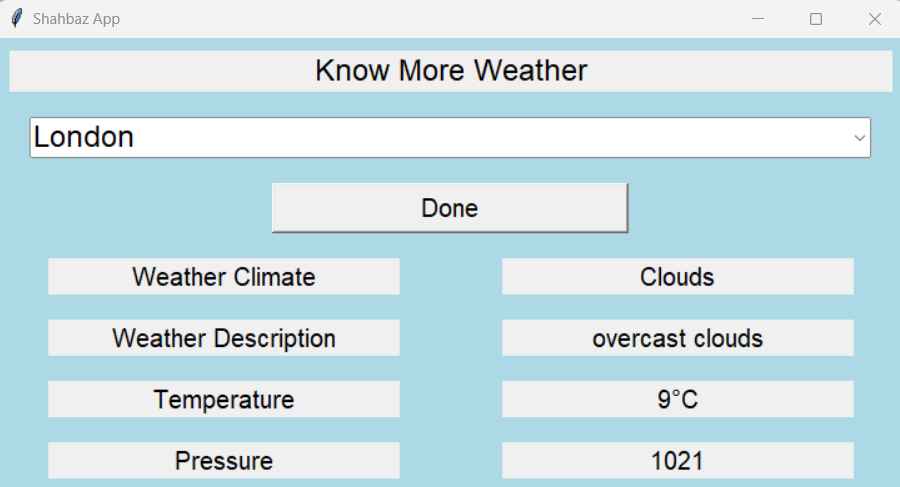 Shahbaz App
Know More Weather
London
Done
Weather Climate Clouds
Weather Description overcast clouds
Temperature 9°C
Pressure 1021